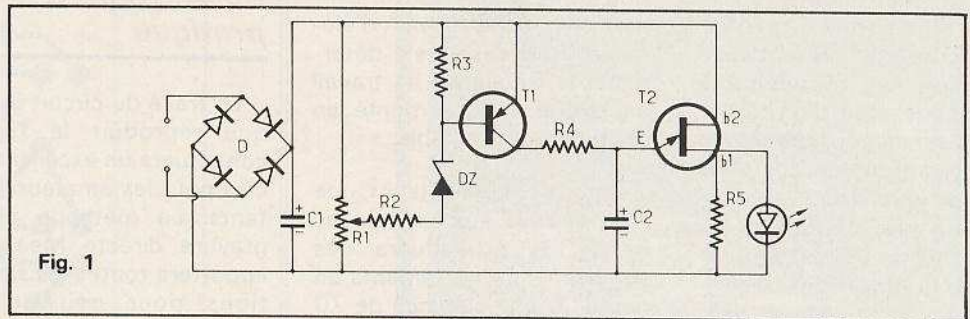 R3
T1
T2
R4
E
b2
b1
D
DZ
R5
C1
+
−
R2
R1
C2
+
−
Fig. 1